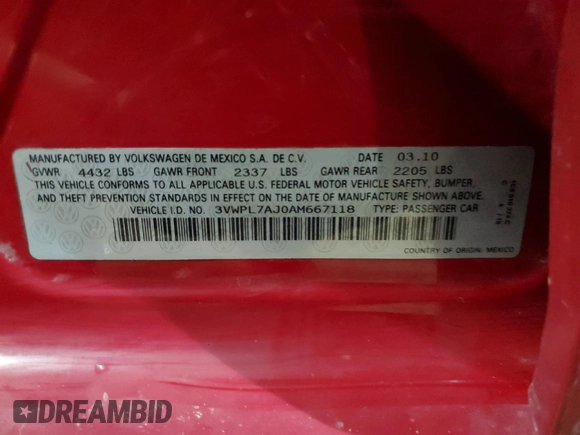 MANUFACTURED BY VOLKSWAGEN DE MEXICO S.A. DE C.V. DATE 03.10
GVWR 4432 LBS GAWR FRONT 2337 LBS GAWR REAR 2205 LBS
THIS VEHICLE CONFORMS TO ALL APPLICABLE U.S. FEDERAL MOTOR VEHICLE SAFETY, BUMPER,
AND THEFT PREVENTION STANDARDS IN EFFECT ON THE DATE OF MANUFACTURE SHOWN ABOVE.
VEHICLE I.D. NO. 3VWPL7AJ0AM667118 TYPE: PASSENGER CAR
COUNTRY OF ORIGIN: MEXICO
DREAMBID